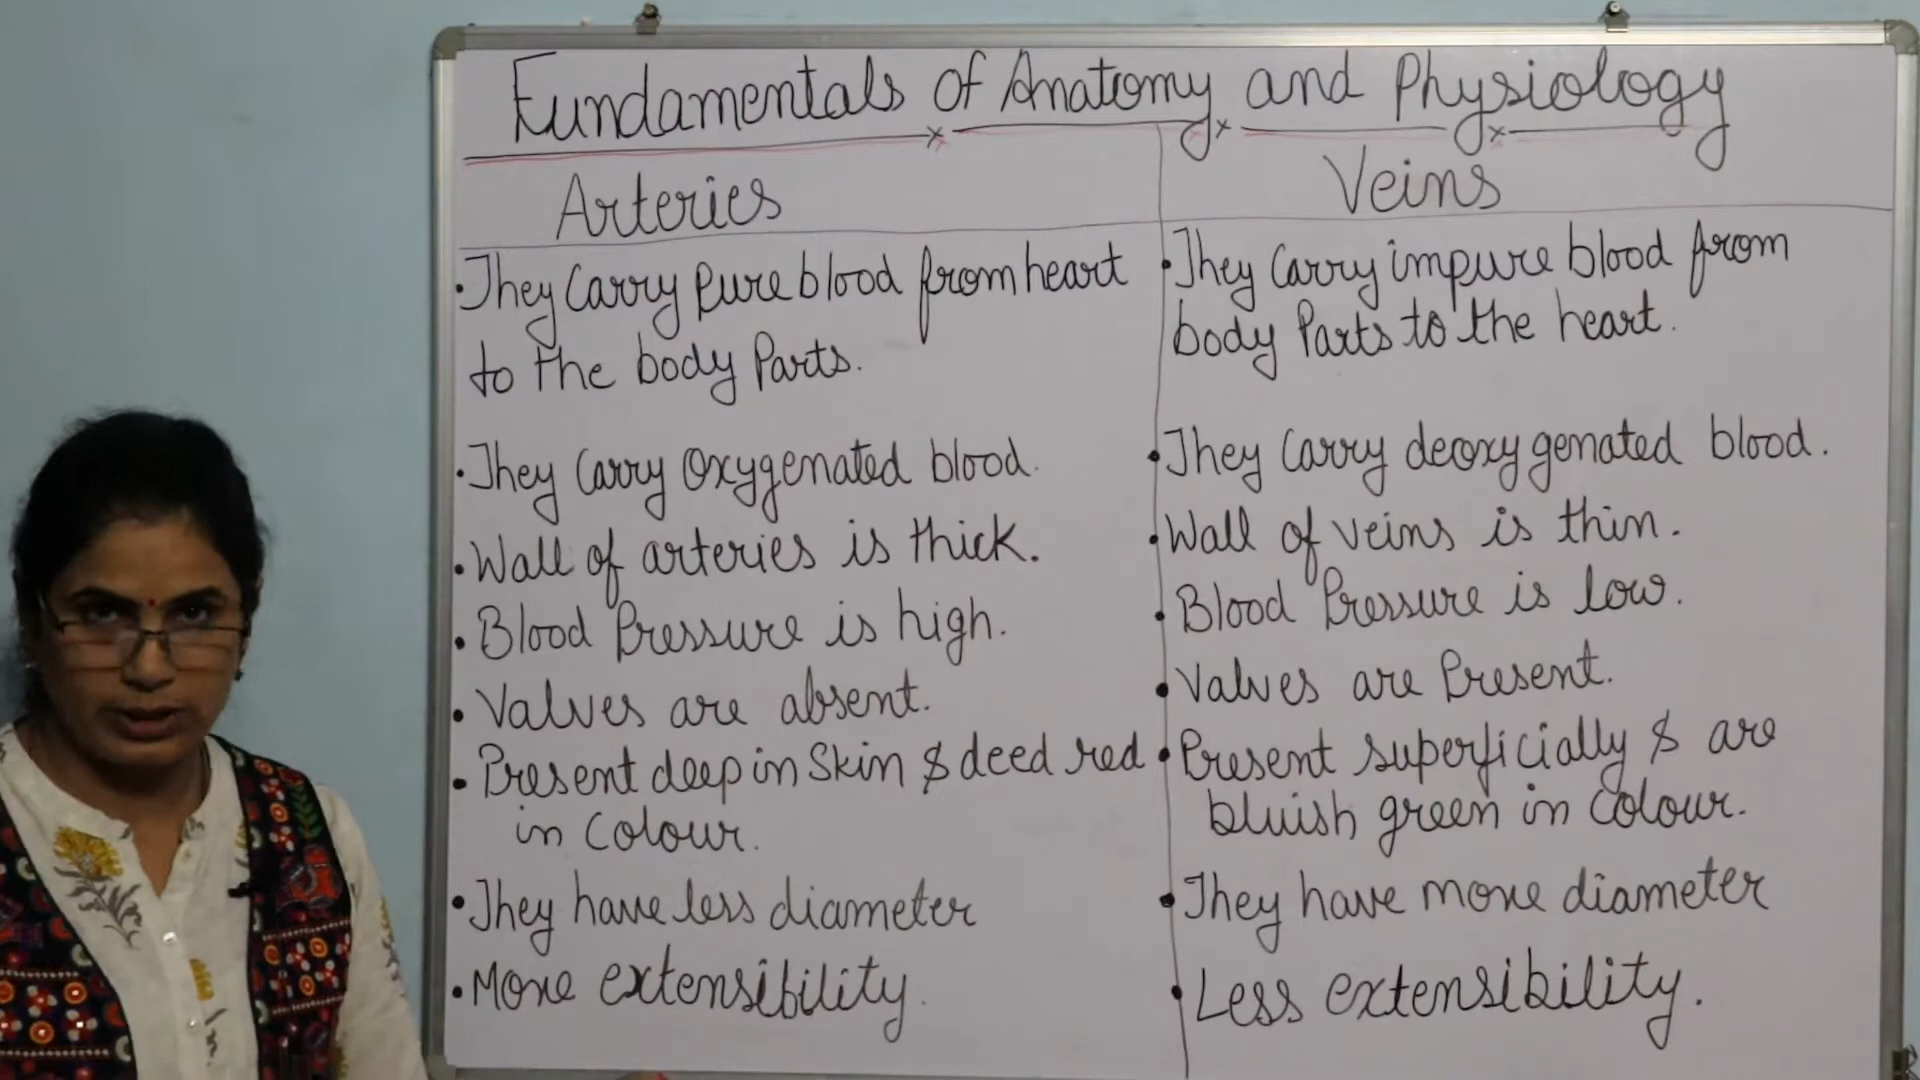 Fundamentals of Anatomy and Physiology
Arteries
• They Carry Pure blood from heart
to the body Parts.
• They Carry Oxygenated blood.
• Wall of arteries is thick.
• Blood Pressure is high.
• Valves are absent.
• Present deep in Skin & deed red
in Colour.
• They have less diameter
• More extensibility.
Veins
• They Carry impure blood from
body Parts to the heart.
• They Carry deoxygenated blood.
• Wall of veins is thin.
• Blood Pressure is low.
• Valves are Present.
• Present superficially & are
bluish green in Colour.
• They have more diameter
• Less extensibility.